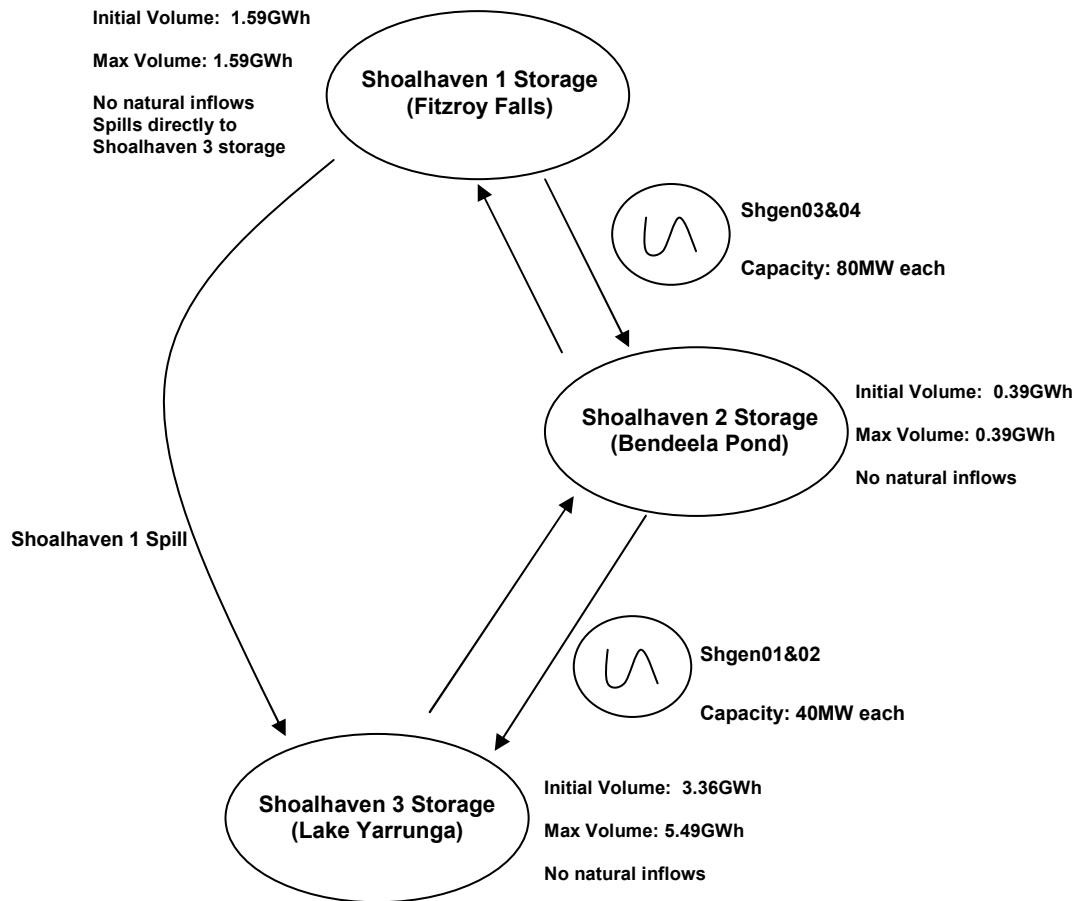 Initial Volume: 1.59GWh
Max Volume: 1.59GWh
No natural inflows
Spills directly to
Shoalhaven 3 storage
Shoalhaven 1 Storage
(Fitzroy Falls)
Shgen03&04
Capacity: 80MW each
Shoalhaven 2 Storage
(Bendeela Pond)
Initial Volume: 0.39GWh
Max Volume: 0.39GWh
No natural inflows
Shoalhaven 1 Spill
Shgen01&02
Capacity: 40MW each
Shoalhaven 3 Storage
(Lake Yarrunga)
Initial Volume: 3.36GWh
Max Volume: 5.49GWh
No natural inflows